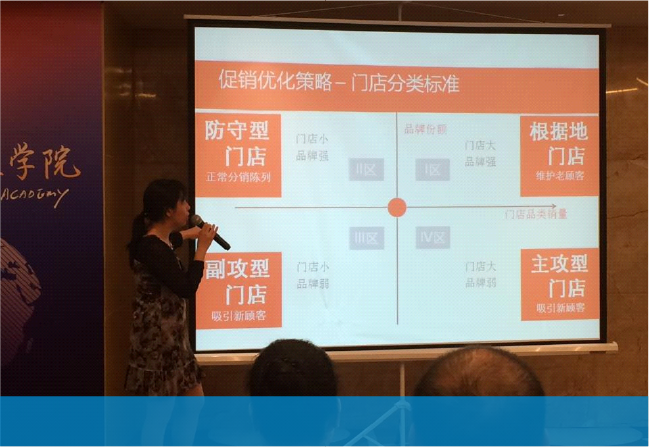 促销优化策略–门店分类标准
防守型
门店
正常分销陈列
门店小
品牌强
II区
品牌份额
I区
门店大
品牌强
根据地
门店
维护老顾客
学院
ACADEMY
门店品类销量
III区
IV区
副攻型
门店
吸引新顾客
门店小
品牌弱
门店大
品牌弱
主攻型
门店
吸引新顾客